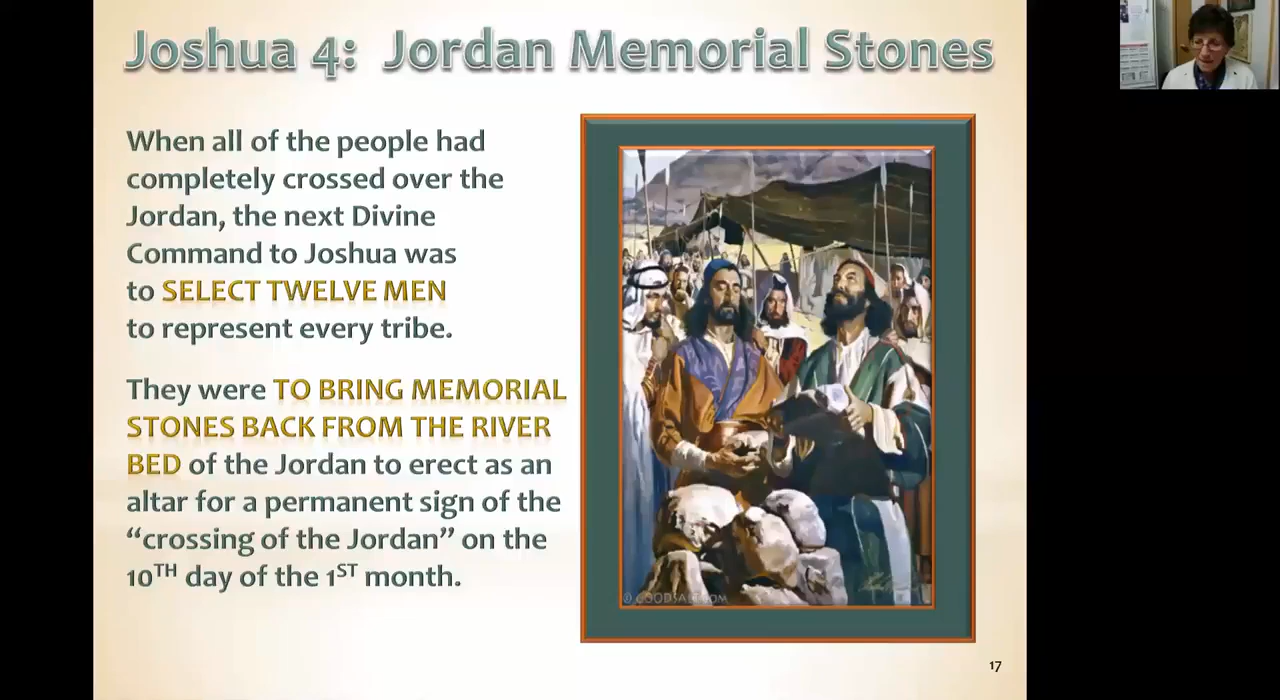 Joshua 4: Jordan Memorial Stones
When all of the people had
completely crossed over the
Jordan, the next Divine
Command to Joshua was
to SELECT TWELVE MEN
to represent every tribe.
They were TO BRING MEMORIAL
STONES BACK FROM THE RIVER
BED of the Jordan to erect as an
altar for a permanent sign of the
“crossing of the Jordan” on the
10TH day of the 1ST month.
© GOODSALT.COM
17